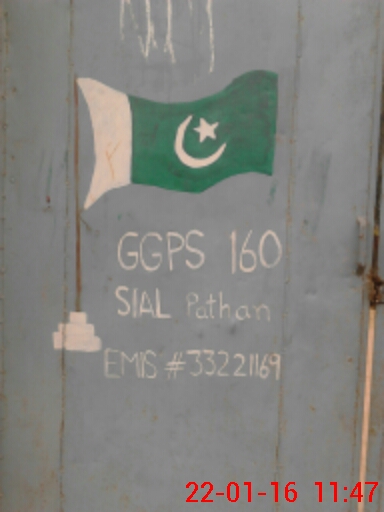 GGPS 160
SIAL Pathan
EMIS #33221169
22-01-16 11:47